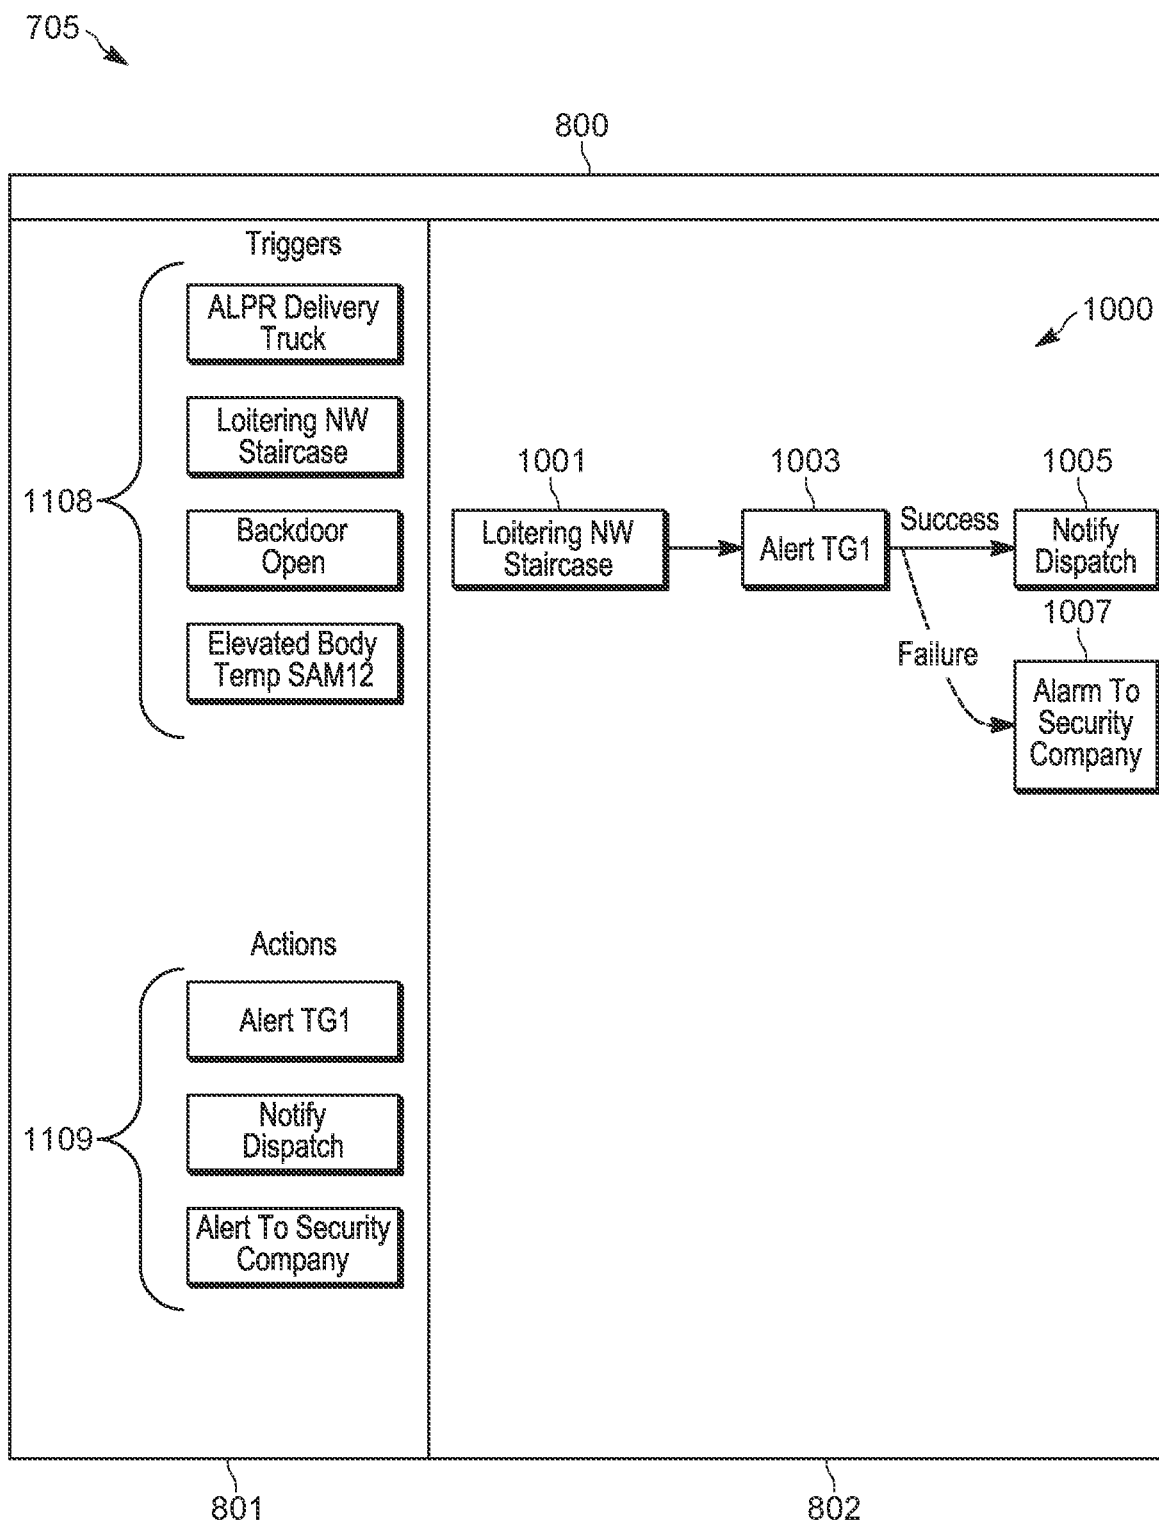 705
800
Triggers
ALPR Delivery
Truck
Loitering NW
Staircase
Backdoor
Open
Elevated Body
Temp SAM12
1108
Actions
Alert TG1
Notify
Dispatch
Alert To Security
Company
1109
1000
1001
Loitering NW
Staircase
1003
Alert TG1
Success
Failure
1005
Notify
Dispatch
1007
Alarm To
Security
Company
801
802